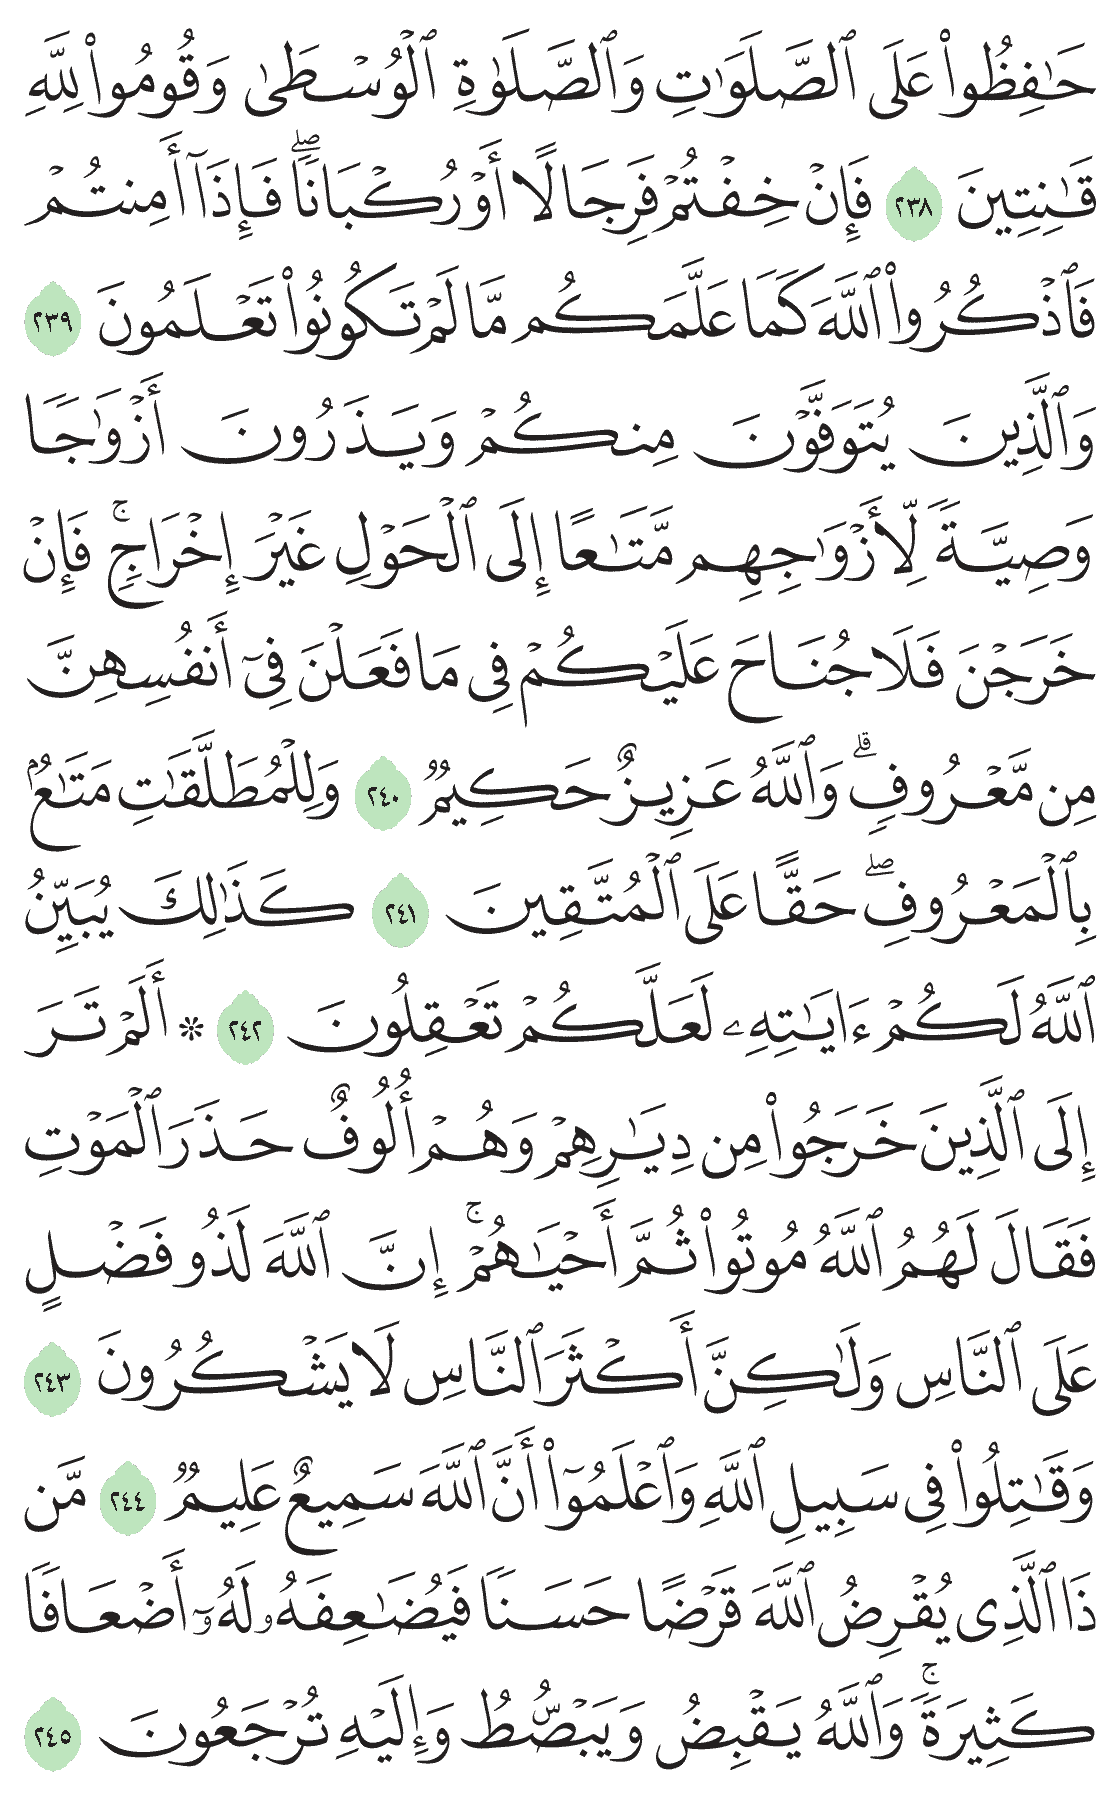 حَـٰفِظُوا۟ عَلَى ٱلصَّلَوَٰتِ وَٱلصَّلَوٰةِ ٱلْوُسْطَىٰ وَقُومُوا۟ لِلَّهِ
قَـٰنِتِينَ ٢٣٨ فَإِنْ خِفْتُمْ فَرِجَالًا أَوْ رُكْبَانًا ۖ فَإِذَآ أَمِنتُمْ
فَٱذْكُرُوا۟ ٱللَّهَ كَمَا عَلَّمَكُم مَّا لَمْ تَكُونُوا۟ تَعْلَمُونَ ٢٣٩
وَٱلَّذِينَ يُتَوَفَّوْنَ مِنكُمْ وَيَذَرُونَ أَزْوَٰجًا
وَصِيَّةً لِّأَزْوَٰجِهِم مَّتَـٰعًا إِلَى ٱلْحَوْلِ غَيْرَ إِخْرَاجٍ ۚ فَإِنْ
خَرَجْنَ فَلَا جُنَاحَ عَلَيْكُمْ فِى مَا فَعَلْنَ فِىٓ أَنفُسِهِنَّ
مِن مَّعْرُوفٍ ۗ وَٱللَّهُ عَزِيزٌ حَكِيمٌ ٢٤٠ وَلِلْمُطَلَّقَـٰتِ مَتَـٰعٌۢ
بِٱلْمَعْرُوفِ ۖ حَقًّا عَلَى ٱلْمُتَّقِينَ ٢٤١ كَذَٰلِكَ يُبَيِّنُ
ٱللَّهُ لَكُمْ ءَايَـٰتِهِۦ لَعَلَّكُمْ تَعْقِلُونَ ٢٤٢ ۞ أَلَمْ تَرَ
إِلَى ٱلَّذِينَ خَرَجُوا۟ مِن دِيَـٰرِهِمْ وَهُمْ أُلُوفٌ حَذَرَ ٱلْمَوْتِ
فَقَالَ لَهُمُ ٱللَّهُ مُوتُوا۟ ثُمَّ أَحْيَـٰهُمْ ۚ إِنَّ ٱللَّهَ لَذُو فَضْلٍ
عَلَى ٱلنَّاسِ وَلَـٰكِنَّ أَكْثَرَ ٱلنَّاسِ لَا يَشْكُرُونَ ٢٤٣
وَقَـٰتِلُوا۟ فِى سَبِيلِ ٱللَّهِ وَٱعْلَمُوٓا۟ أَنَّ ٱللَّهَ سَمِيعٌ عَلِيمٌ ٢٤٤ مَّن
ذَا ٱلَّذِى يُقْرِضُ ٱللَّهَ قَرْضًا حَسَنًا فَيُضَـٰعِفَهُۥ لَهُۥٓ أَضْعَافًا
كَثِيرَةً ۚ وَٱللَّهُ يَقْبِضُ وَيَبْصُۜطُ وَإِلَيْهِ تُرْجَعُونَ ٢٤٥